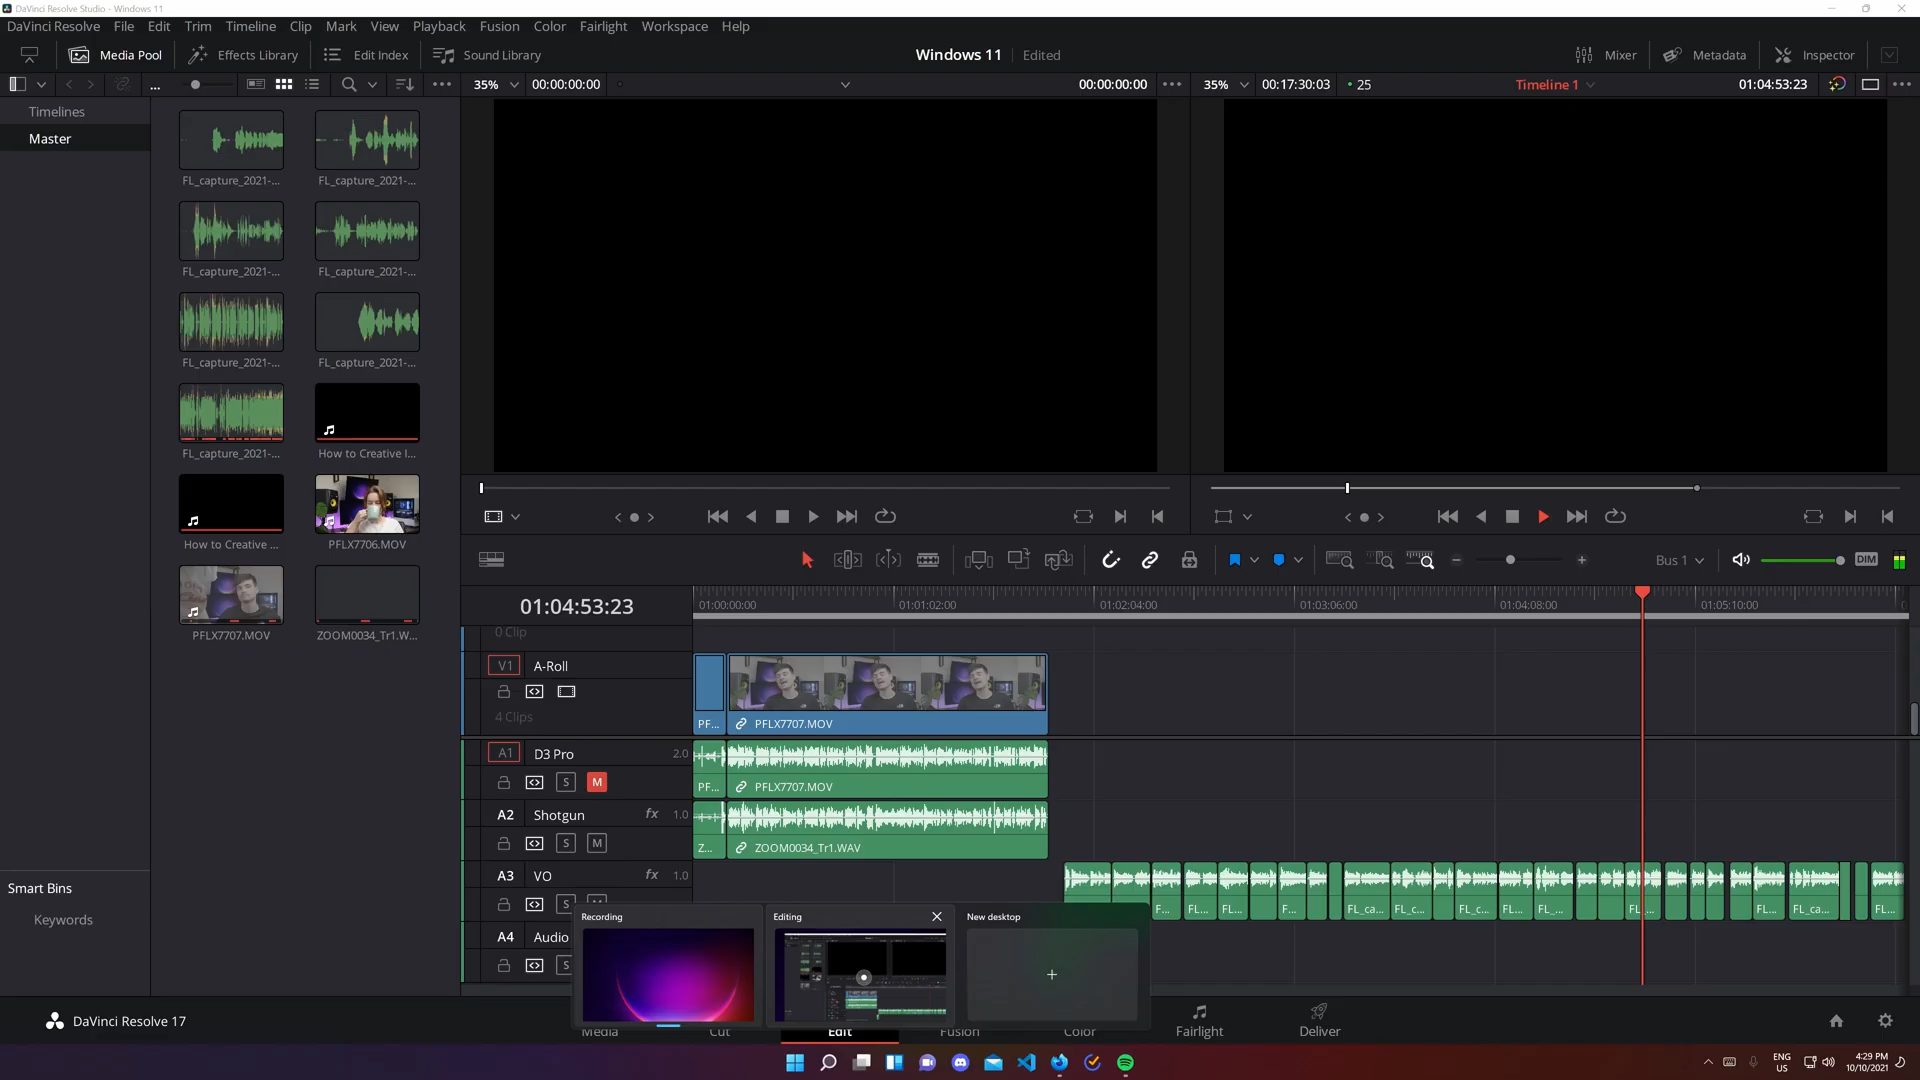 DaVinci Resolve Studio - Windows 11
DaVinci Resolve File Edit Trim Timeline Clip Mark View Playback Fusion Color Fairlight Workspace Help
Media Pool Effects Library Edit Index Sound Library Windows 11 Edited Mixer Metadata Inspector
... 35% 00:00:00:00 00:00:00:00 35% 00:17:30:03 25 Timeline 1 01:04:53:23
Timelines
Master
FL_capture_2021-... FL_capture_2021-...
FL_capture_2021-... FL_capture_2021-...
FL_capture_2021-... FL_capture_2021-...
FL_capture_2021-... How to Creative I...
How to Creative ... PFLX7706.MOV
PFLX7707.MOV ZOOM0034_Tr1.W...
Bus 1 DIM
01:04:53:23 01:00:00:00 01:01:02:00 01:02:04:00 01:03:06:00 01:04:08:00 01:05:10:00
0 Clip
V1 A-Roll
4 Clips
PF... PFLX7707.MOV
A1 D3 Pro 2.0
S M PF... PFLX7707.MOV
A2 Shotgun fx 1.0
S M Z... ZOOM0034_Tr1.WAV
A3 VO fx 1.0
S M F... FL... FL... F... FL_ca... FL_c... FL_c... FL... FL_... FL... FL... FL_ca... FL...
Smart Bins
Keywords
Recording Editing New desktop
A4 Audio
S
DaVinci Resolve 17
Media Cut Edit Fusion Color Fairlight Deliver
ENG
US
4:29 PM
10/10/2021